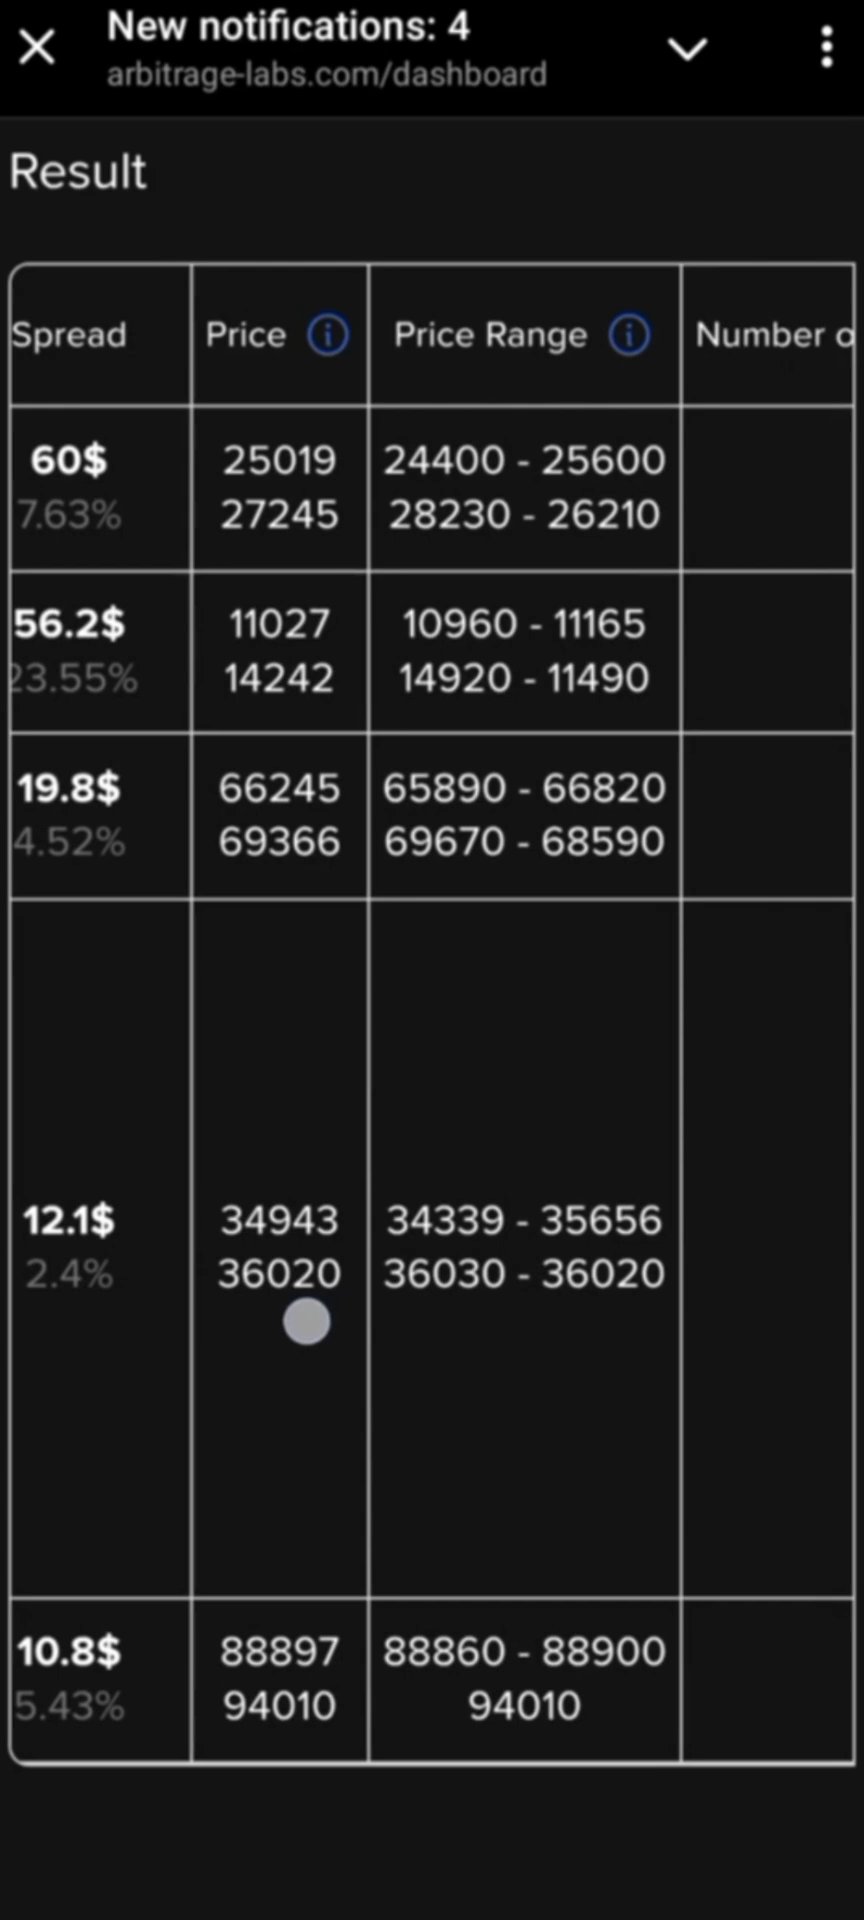 New notifications: 4
arbitrage-labs.com/dashboard
Result
Spread Price Price Range Number o
60$ 25019 24400 - 25600
7.63% 27245 28230 - 26210
56.2$ 11027 10960 - 11165
23.55% 14242 14920 - 11490
19.8$ 66245 65890 - 66820
4.52% 69366 69670 - 68590
12.1$ 34943 34339 - 35656
2.4% 36020 36030 - 36020
10.8$ 88897 88860 - 88900
5.43% 94010 94010